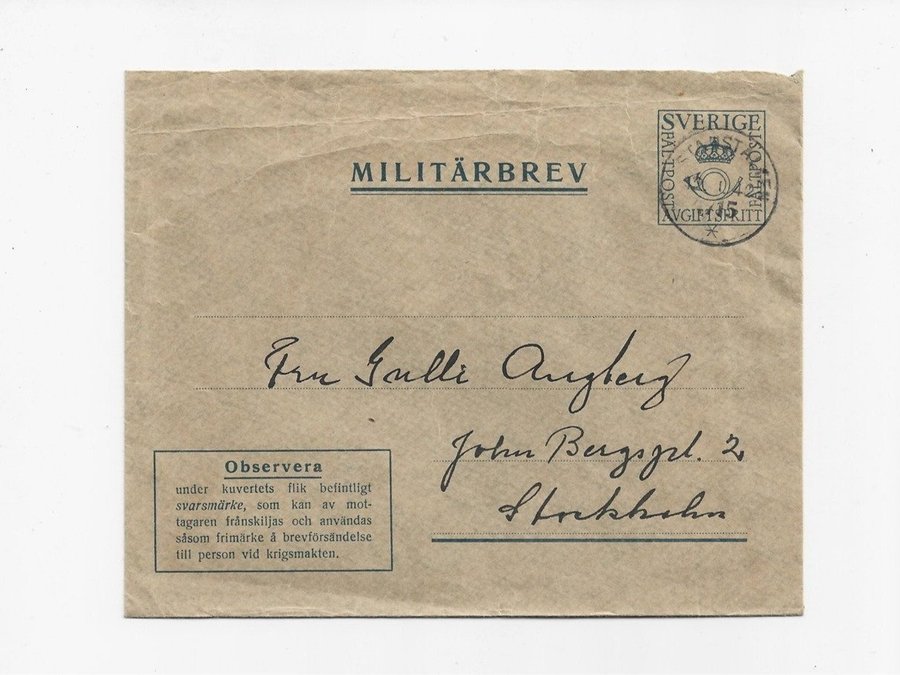 SVERIGE
FÄLTPOST
FÄLTPOST
AVGIFTSFRITT
MILITÄRBREV
Fru Gulli Angberg
John Bergspl. 2
Stockholm
Observera
under kuvertets flik befintligt
svarsmärke, som kan av mot-
tagaren frånskiljas och användas
såsom frimärke å brevförsändelse
till person vid krigsmakten.